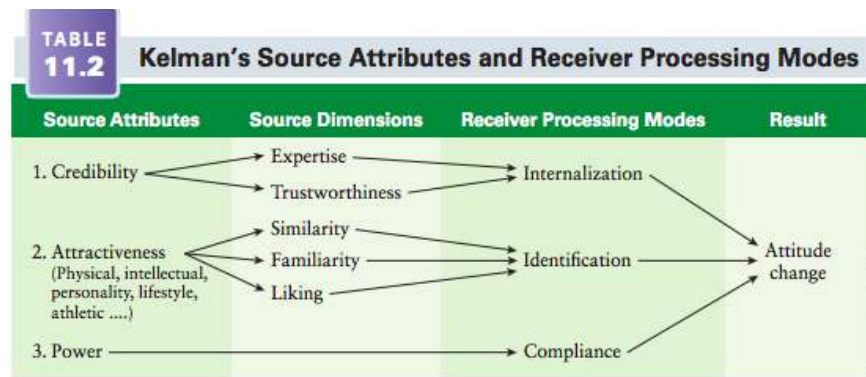 TABLE
11.2
Kelman's Source Attributes and Receiver Processing Modes
Source Attributes Source Dimensions Receiver Processing Modes Result
1. Credibility
Expertise
Trustworthiness
Internalization
2. Attractiveness
(Physical, intellectual,
personality, lifestyle,
athletic ....)
Similarity
Familiarity
Liking
Identification
Attitude
change
3. Power
Compliance